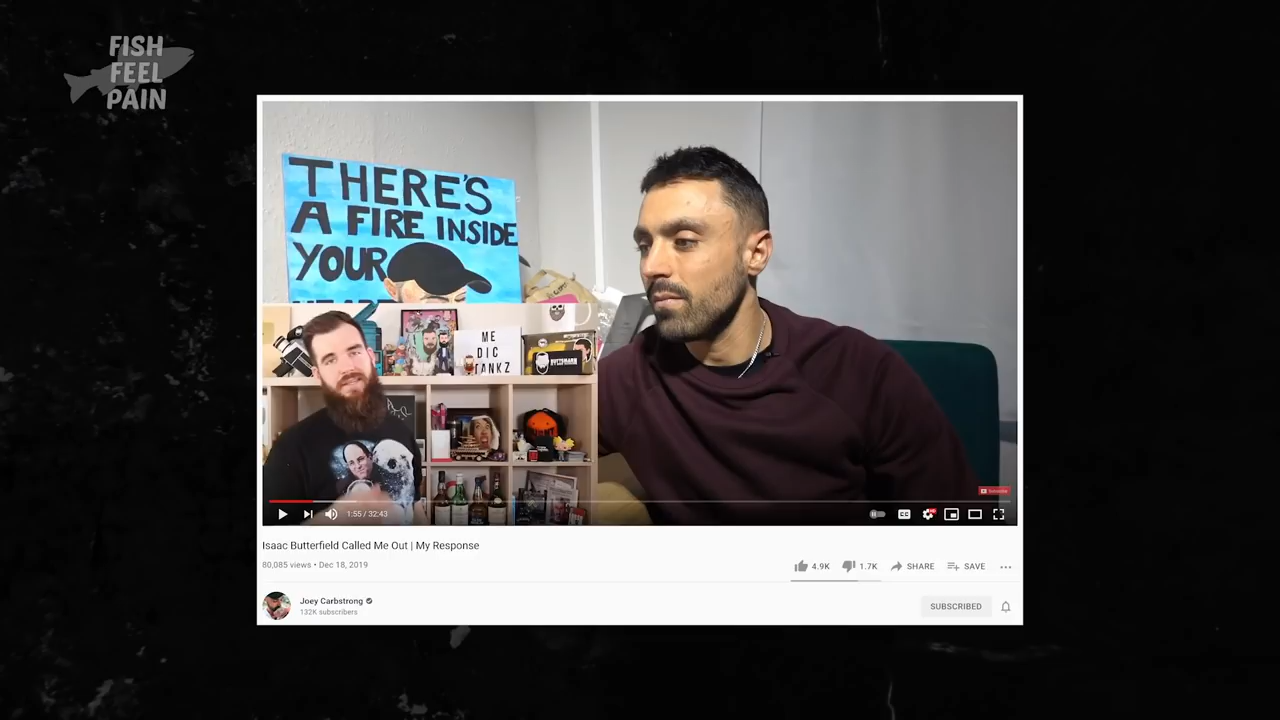 FISH
FEEL
PAIN
THERE'S
A FIRE INSIDE
YOUR
ME
DIC
TANKZ
Subscribe
1:55 / 32:43
CC
Isaac Butterfield Called Me Out | My Response
80,085 views • Dec 18, 2019
4.9K
1.7K
SHARE
SAVE
Joey Carbstrong
132K subscribers
SUBSCRIBED